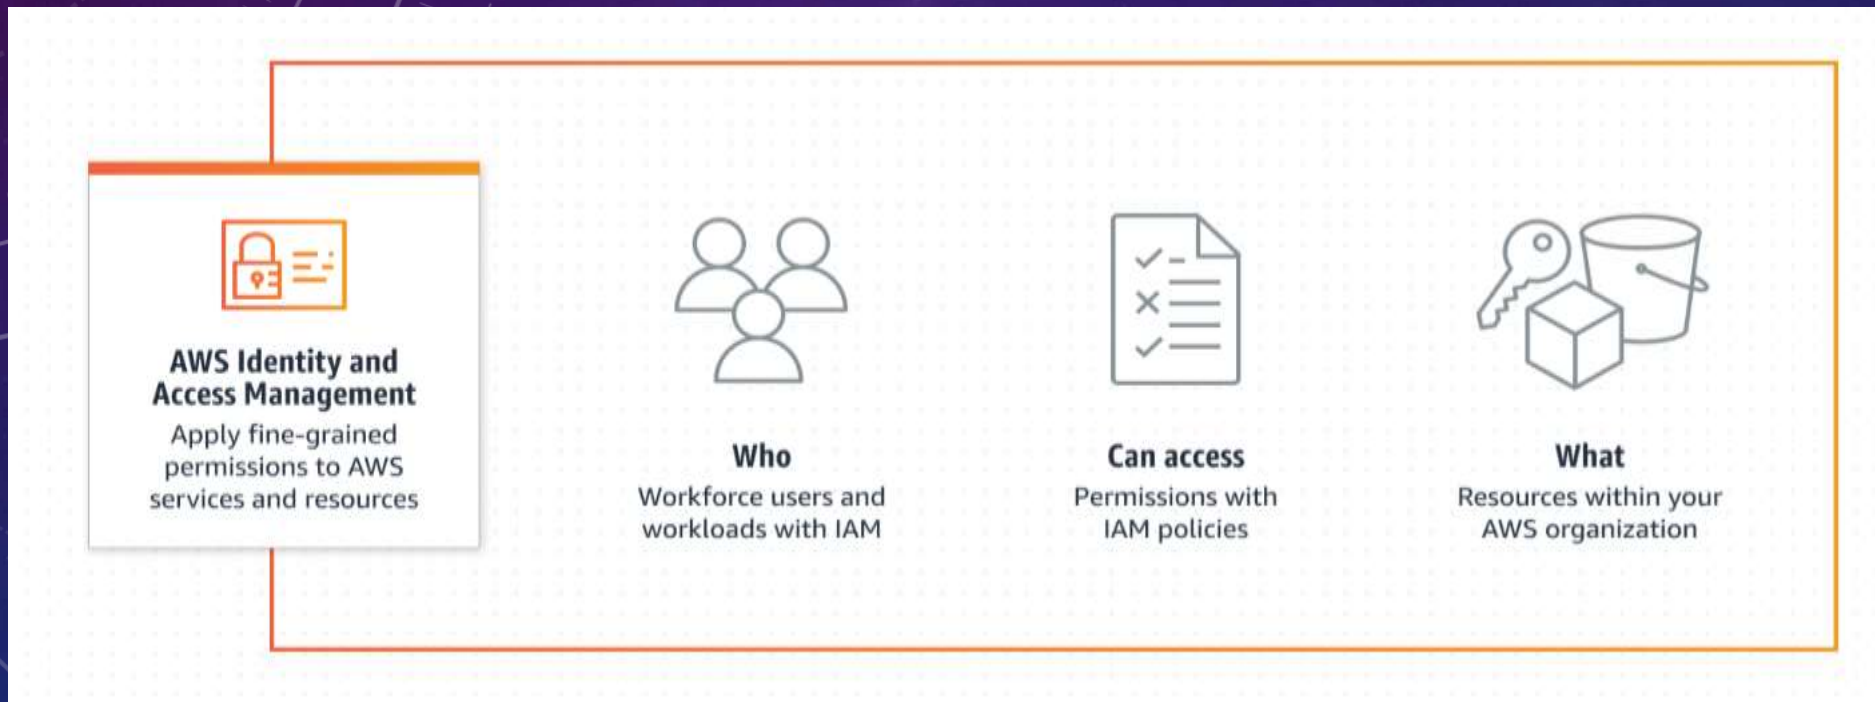 AWS Identity and
Access Management
Apply fine-grained
permissions to AWS
services and resources
Who
Workforce users and
workloads with IAM
Can access
Permissions with
IAM policies
What
Resources within your
AWS organization